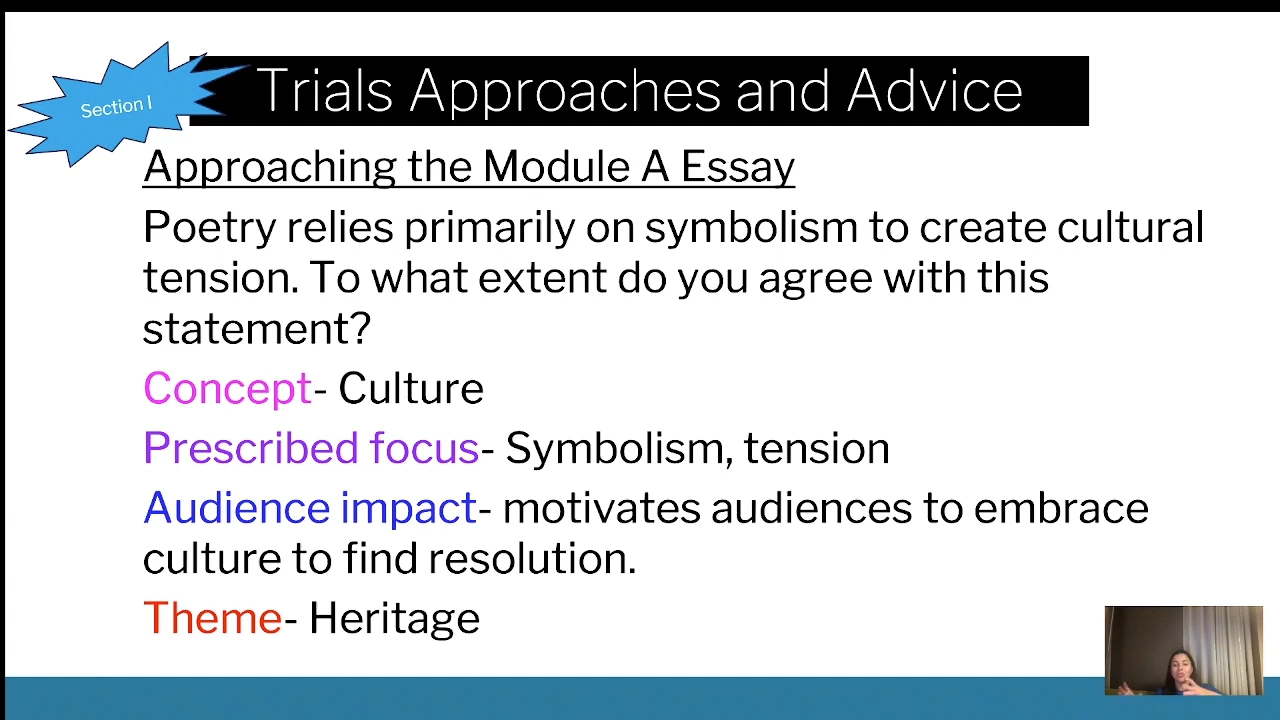 Section I
Trials Approaches and Advice
Approaching the Module A Essay
Poetry relies primarily on symbolism to create cultural
tension. To what extent do you agree with this
statement?
Concept- Culture
Prescribed focus- Symbolism, tension
Audience impact- motivates audiences to embrace
culture to find resolution.
Theme- Heritage